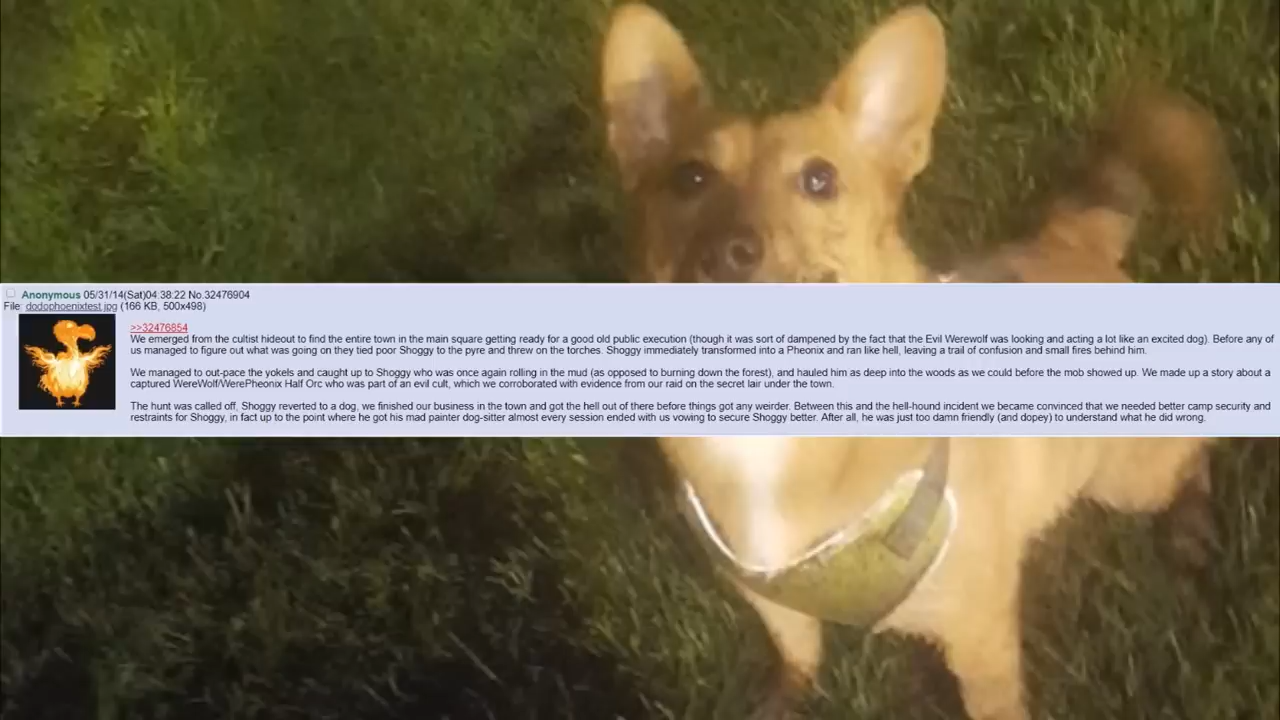 Anonymous 05/31/14(Sat)04:38:22 No.32476904
File: dodophoenixtest.jpg (166 KB, 500x498)
>>32476854
We emerged from the cultist hideout to find the entire town in the main square getting ready for a good old public execution (though it was sort of dampened by the fact that the Evil Werewolf was looking and acting a lot like an excited dog). Before any of
us managed to figure out what was going on they tied poor Shoggy to the pyre and threw on the torches. Shoggy immediately transformed into a Pheonix and ran like hell, leaving a trail of confusion and small fires behind him.
We managed to out-pace the yokels and caught up to Shoggy who was once again rolling in the mud (as opposed to burning down the forest), and hauled him as deep into the woods as we could before the mob showed up. We made up a story about a
captured WereWolf/WerePheonix Half Orc who was part of an evil cult, which we corroborated with evidence from our raid on the secret lair under the town.
The hunt was called off, Shoggy reverted to a dog, we finished our business in the town and got the hell out of there before things got any weirder. Between this and the hell-hound incident we became convinced that we needed better camp security and
restraints for Shoggy, in fact up to the point where he got his mad painter dog-sitter almost every session ended with us vowing to secure Shoggy better. After all, he was just too damn friendly (and dopey) to understand what he did wrong.